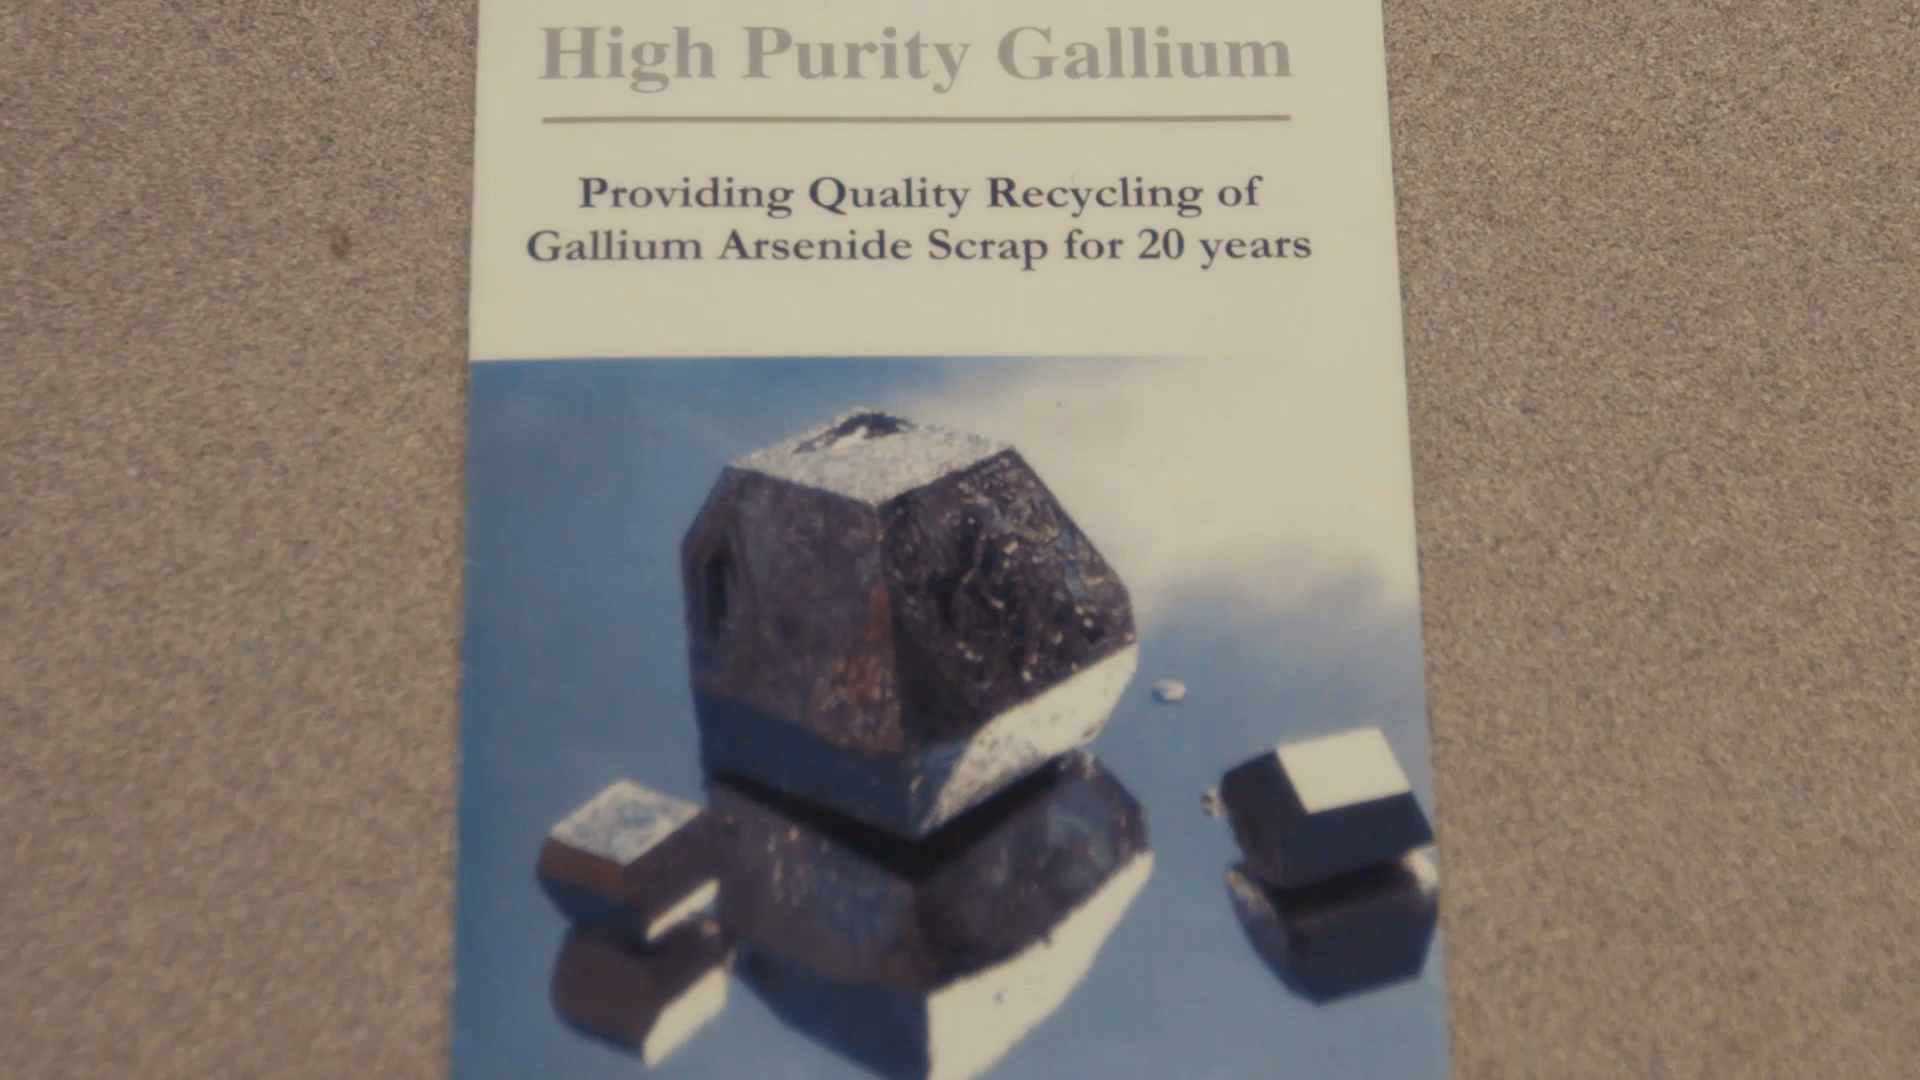 High Purity Gallium
Providing Quality Recycling of
Gallium Arsenide Scrap for 20 years